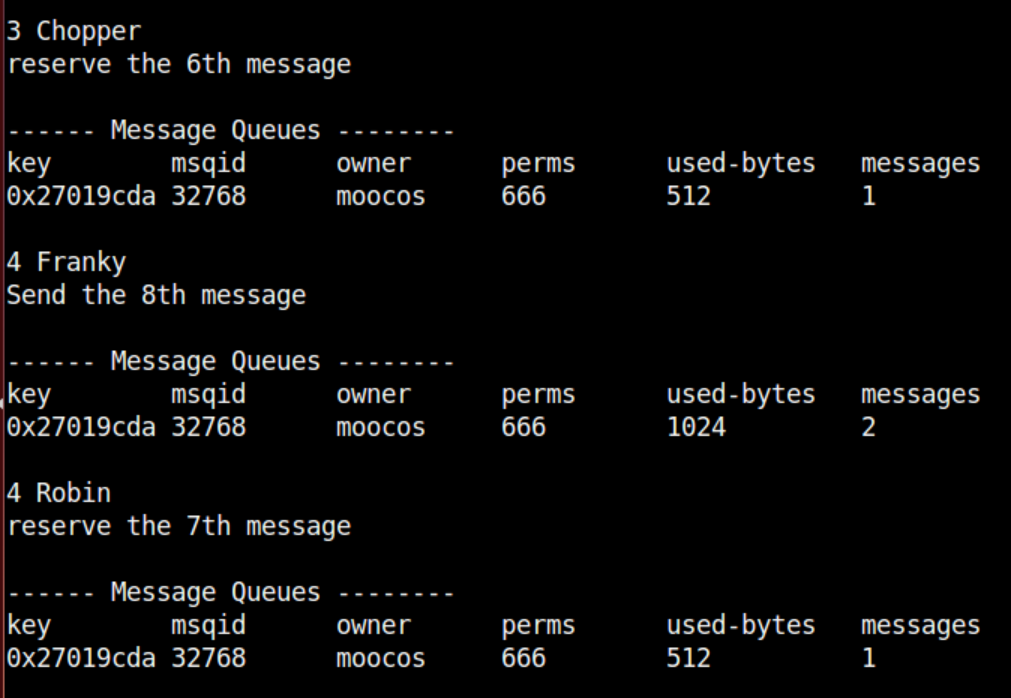 3 Chopper
reserve the 6th message
------ Message Queues --------
key        msqid      owner      perms      used-bytes   messages
0x27019cda 32768      moocos     666        512          1
4 Franky
Send the 8th message
------ Message Queues --------
key        msqid      owner      perms      used-bytes   messages
0x27019cda 32768      moocos     666        1024         2
4 Robin
reserve the 7th message
------ Message Queues --------
key        msqid      owner      perms      used-bytes   messages
0x27019cda 32768      moocos     666        512          1